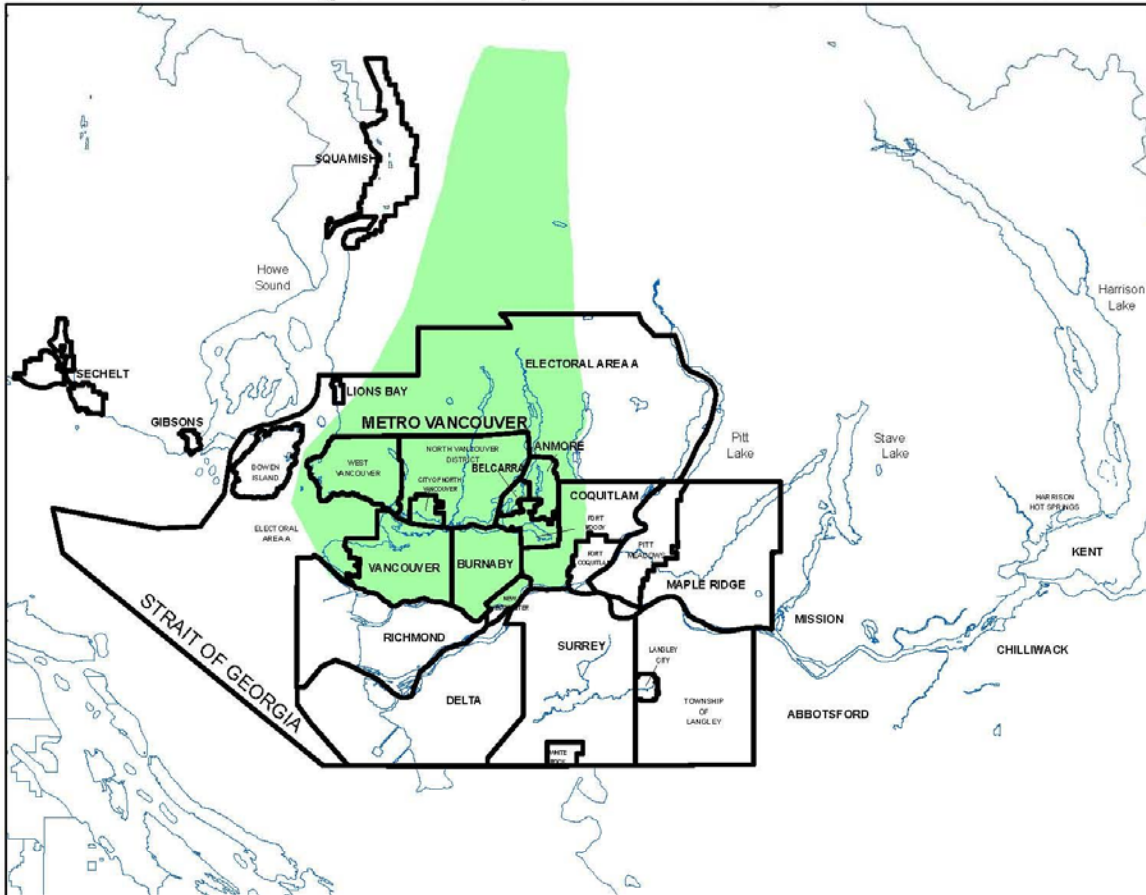 SQUAMISH
Howe
Sound
Harrison
Lake
ELECTORAL AREA A
SECHELT
LIONS BAY
GIBSONS
METRO VANCOUVER
ANMORE
Pitt
Lake
Stave
Lake
NORTH VANCOUVER
DISTRICT
WEST
VANCOUVER
BELCARRA
BOWEN
ISLAND
CITY OF NORTH
VANCOUVER
COQUITLAM
HARRISON
HOT SPRINGS
ELECTORAL
AREA A
PORT
MOODY
PITT
MEADOWS
PORT
COQUITLAM
KENT
VANCOUVER
BURNABY
MAPLE RIDGE
STRAIT OF GEORGIA
NEW
MISSION
RICHMOND
SURREY
LANGLEY
CITY
CHILLIWACK
DELTA
TOWNSHIP
OF
LANGLEY
ABBOTSFORD
WHITE
ROCK